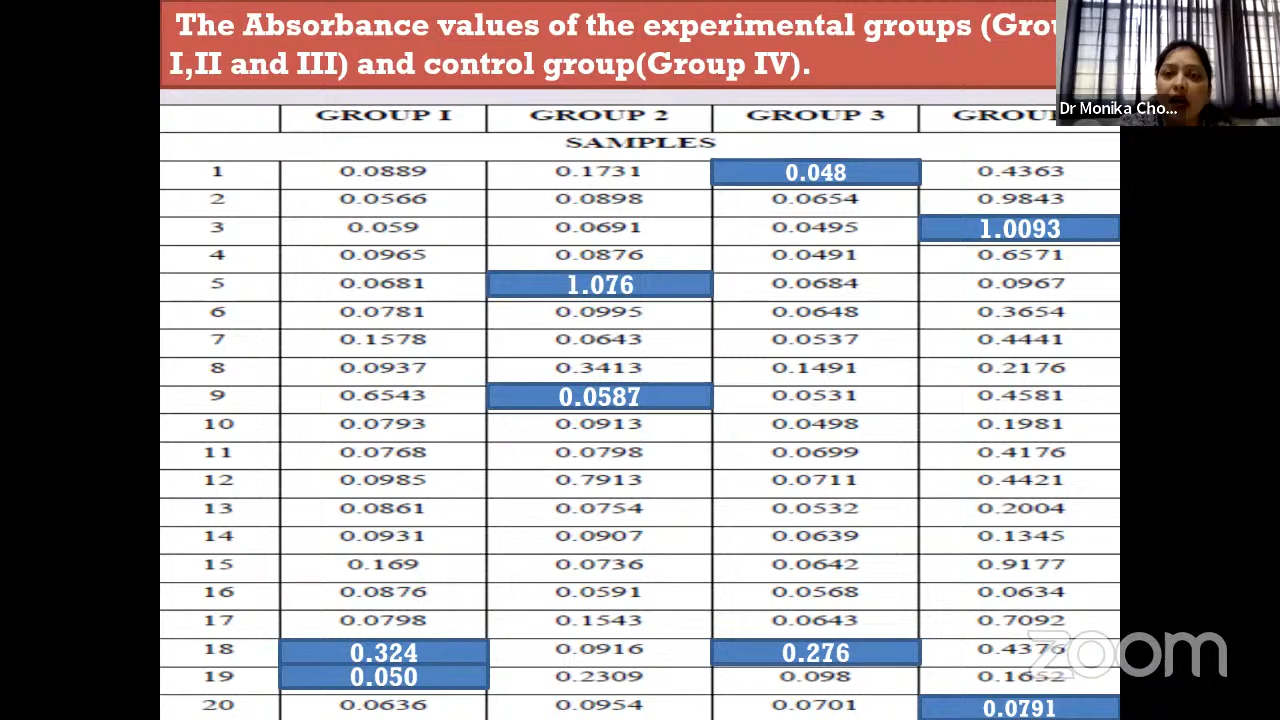 The Absorbance values of the experimental groups (Grou
I,II and III) and control group(Group IV).
Dr Monika Cho...
GROUP I GROUP 2 GROUP 3 GROU
SAMPLES
1 0.0889 0.1731 0.048 0.4363
2 0.0566 0.0898 0.0654 0.9843
3 0.059 0.0691 0.0495 1.0093
4 0.0965 0.0876 0.0491 0.6571
5 0.0681 1.076 0.0684 0.0967
6 0.0781 0.0995 0.0648 0.3654
7 0.1578 0.0643 0.0537 0.4441
8 0.0937 0.3413 0.1491 0.2176
9 0.6543 0.0587 0.0531 0.4581
10 0.0793 0.0913 0.0498 0.1981
11 0.0768 0.0798 0.0699 0.4176
12 0.0985 0.7913 0.0711 0.4421
13 0.0861 0.0754 0.0532 0.2004
14 0.0931 0.0907 0.0639 0.1345
15 0.169 0.0736 0.0642 0.9177
16 0.0876 0.0591 0.0568 0.0634
17 0.0798 0.1543 0.0643 0.7092
18 0.324 0.0916 0.276 0.4376
19 0.050 0.2309 0.098 0.1652
20 0.0636 0.0954 0.0701 0.0791
zoom